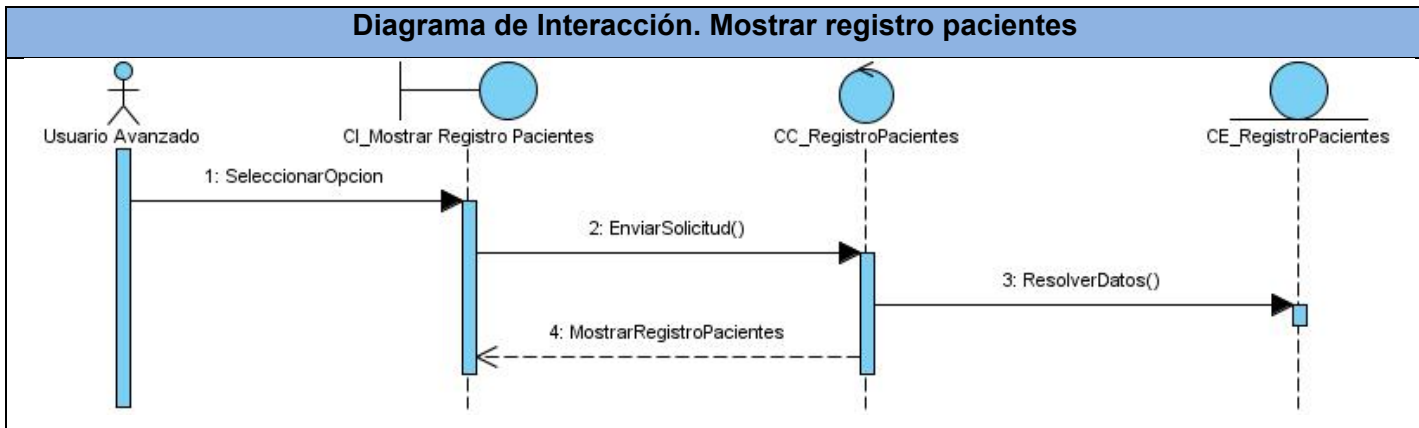 Diagrama de Interacción. Mostrar registro pacientes
Usuario Avanzado
CI_Mostrar Registro Pacientes
CC_RegistroPacientes
CE_RegistroPacientes
1: SeleccionarOpcion
2: EnviarSolicitud()
3: ResolverDatos()
4: MostrarRegistroPacientes